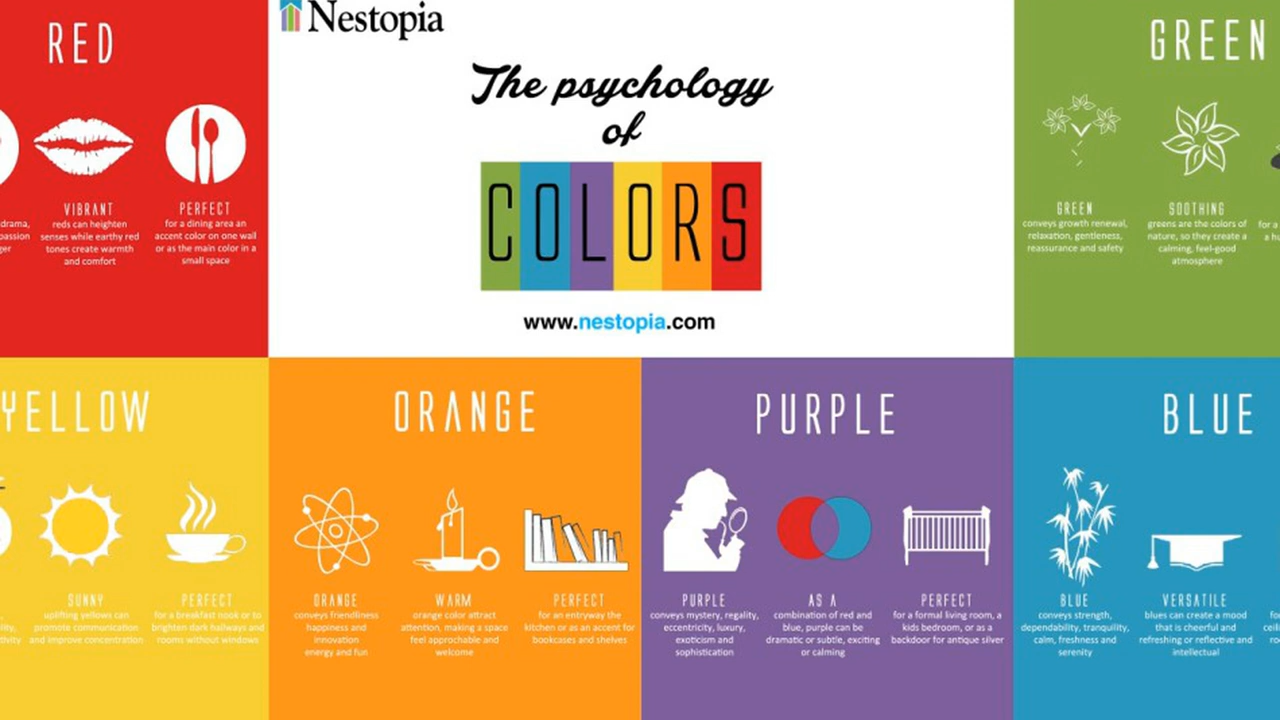 RED
VIBRANT
reds can heighten
senses while earthy red
tones create warmth
and comfort
PERFECT
for a dining area an
accent color on one wall
or as the main color in a
small space
drama,
Nestopia
The psychology
of
COLORS
www.nestopia.com
GREEN
GREEN
conveys growth renewal,
relaxation, gentleness,
reassurance and safety
SOOTHING
greens are the colors of
nature, so they create a
calming, feel-good
atmosphere
YELLOW
SUNNY
uplifting yellows can
promote communication
and improve concentration
PERFECT
for a breakfast nook or to
brighten dark hallways and
rooms without windows
ORANGE
ORANGE
conveys friendliness
happiness and
innovation
energy and fun
WARM
orange color attract
attention, making a space
feel approchable and
welcome
PERFECT
for an entryway the
kitchen or as an accent for
bookcases and shelves
PURPLE
PURPLE
conveys mystery, regality,
eccentricity, luxury,
exoticism and
sophistication
AS A
combination of red and
blue, purple can be
dramatic or subtle, exciting
or calming
PERFECT
for a formal living room, a
kids bedroom, or as a
backdoor for antique silver
BLUE
BLUE
conveys strength,
dependability, tranquility,
calm, freshness and
serenity
VERSATILE
blues can create a mood
that is cheerful and
refreshing or reflective and
intellectual